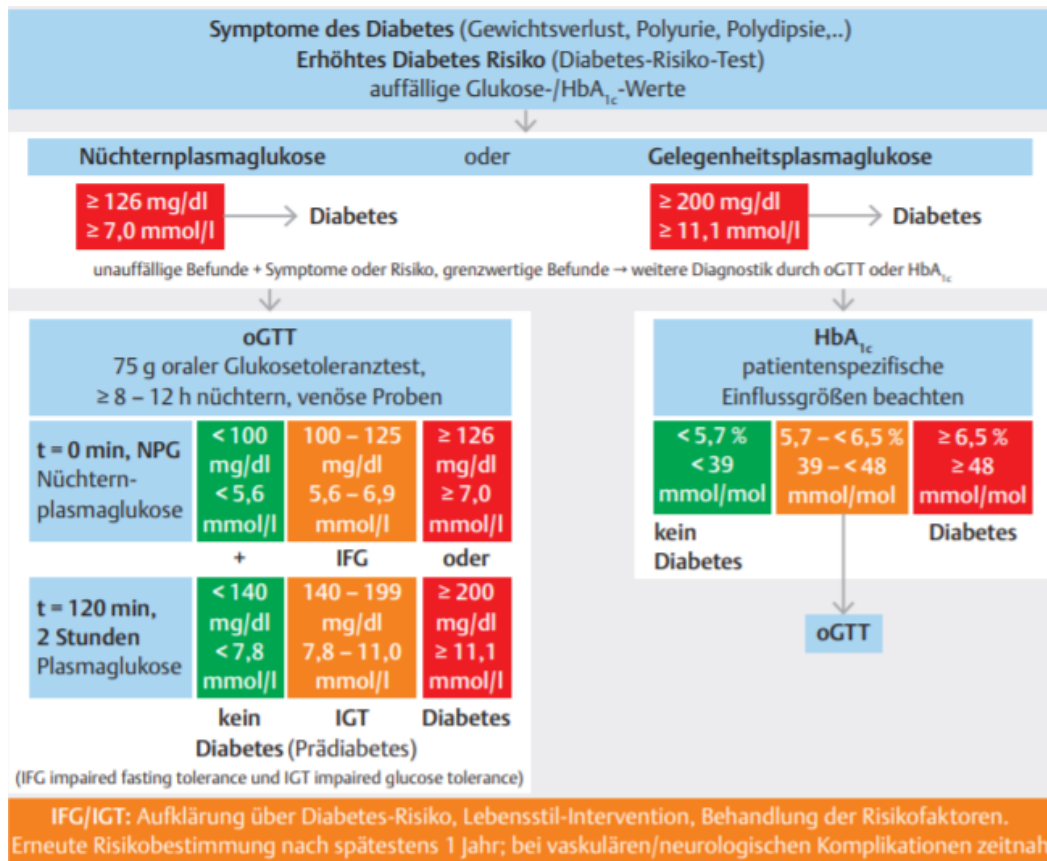 Symptome des Diabetes (Gewichtsverlust, Polyurie, Polydipsie,..)
Erhöhtes Diabetes Risiko (Diabetes-Risiko-Test)
auffällige Glukose-/HbA1c-Werte
Nüchternplasmaglukose oder Gelegenheitsplasmaglukose
≥ 126 mg/dl
≥ 7,0 mmol/l
Diabetes
≥ 200 mg/dl
≥ 11,1 mmol/l
Diabetes
unauffällige Befunde + Symptome oder Risiko, grenzwertige Befunde → weitere Diagnostik durch oGTT oder HbA1c
oGTT
75 g oraler Glukosetoleranztest,
≥ 8 – 12 h nüchtern, venöse Proben
t = 0 min, NPG
Nüchtern-
plasmaglukose
< 100
mg/dl
< 5,6
mmol/l
100 – 125
mg/dl
5,6 – 6,9
mmol/l
≥ 126
mg/dl
≥ 7,0
mmol/l
+ IFG oder
t = 120 min,
2 Stunden
Plasmaglukose
< 140
mg/dl
< 7,8
mmol/l
140 – 199
mg/dl
7,8 – 11,0
mmol/l
≥ 200
mg/dl
≥ 11,1
mmol/l
kein IGT Diabetes
Diabetes (Prädiabetes)
(IFG impaired fasting tolerance und IGT impaired glucose tolerance)
HbA1c
patientenspezifische
Einflussgrößen beachten
< 5,7 %
< 39
mmol/mol
5,7 – < 6,5 %
39 – < 48
mmol/mol
≥ 6,5 %
≥ 48
mmol/mol
kein
Diabetes
Diabetes
oGTT
IFG/IGT: Aufklärung über Diabetes-Risiko, Lebensstil-Intervention, Behandlung der Risikofaktoren.
Erneute Risikobestimmung nach spätestens 1 Jahr; bei vaskulären/neurologischen Komplikationen zeitnah